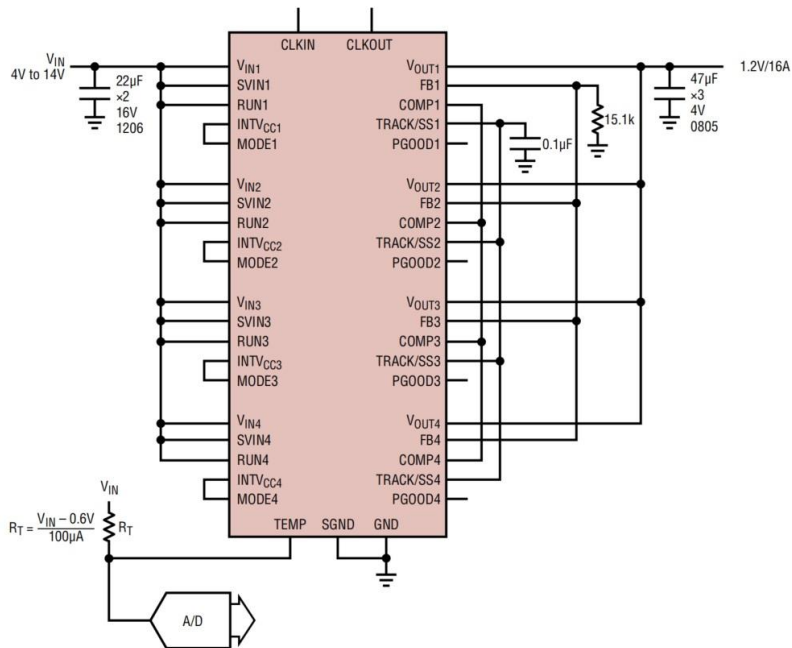 CLKIN CLKOUT
VIN
4V to 14V
22µF
×2
16V
1206
VIN1
SVIN1
RUN1
INTVCC1
MODE1
VIN2
SVIN2
RUN2
INTVCC2
MODE2
VIN3
SVIN3
RUN3
INTVCC3
MODE3
VIN4
SVIN4
RUN4
INTVCC4
MODE4
VOUT1
FB1
COMP1
TRACK/SS1
PGOOD1
VOUT2
FB2
COMP2
TRACK/SS2
PGOOD2
VOUT3
FB3
COMP3
TRACK/SS3
PGOOD3
VOUT4
FB4
COMP4
TRACK/SS4
PGOOD4
0.1µF
15.1k
47µF
×3
4V
0805
1.2V/16A
TEMP SGND GND
VIN
RT = VIN – 0.6V
100µA
RT
A/D